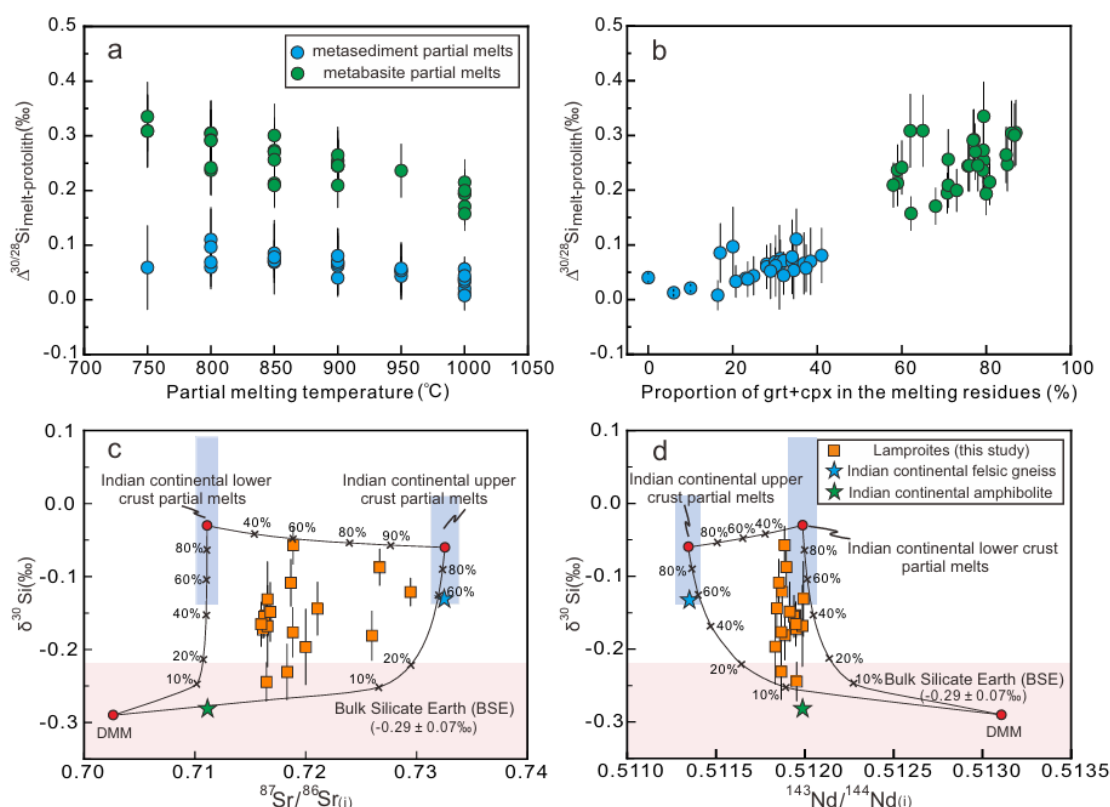 a
metasediment partial melts
metabasite partial melts
0.5
0.4
0.3
0.2
0.1
0.0
-0.1
Δ30/28Si melt-protolith(‰)
700 750 800 850 900 950 1000 1050
Partial melting temperature (℃)
b
0.5
0.4
0.3
0.2
0.1
0.0
-0.1
Δ30/28Si melt-protolith(‰)
0 20 40 60 80 100
Proportion of grt+cpx in the melting residues (%)
c
0.1
0.0
-0.1
-0.2
-0.3
δ30 Si(‰)
Indian continental lower
crust partial melts
Indian continental upper
crust partial melts
40%
60%
80%
90%
80%
60%
40%
20%
10%
80%
60%
20%
10%
Bulk Silicate Earth (BSE)
(-0.29 ± 0.07‰)
DMM
0.70 0.71 0.72 0.73 0.74
87Sr/86Sr(i)
d
Lamproites (this study)
Indian continental felsic gneiss
Indian continental amphibolite
0.1
0.0
-0.1
-0.2
-0.3
δ30 Si(‰)
Indian continental upper
crust partial melts
Indian continental lower crust
partial melts
80%
60%
40%
80%
60%
40%
20%
10%
80%
60%
40%
20%
10%
Bulk Silicate Earth (BSE)
(-0.29 ± 0.07‰)
DMM
0.5110 0.5115 0.5120 0.5125 0.5130 0.5135
143Nd/144Nd(i)